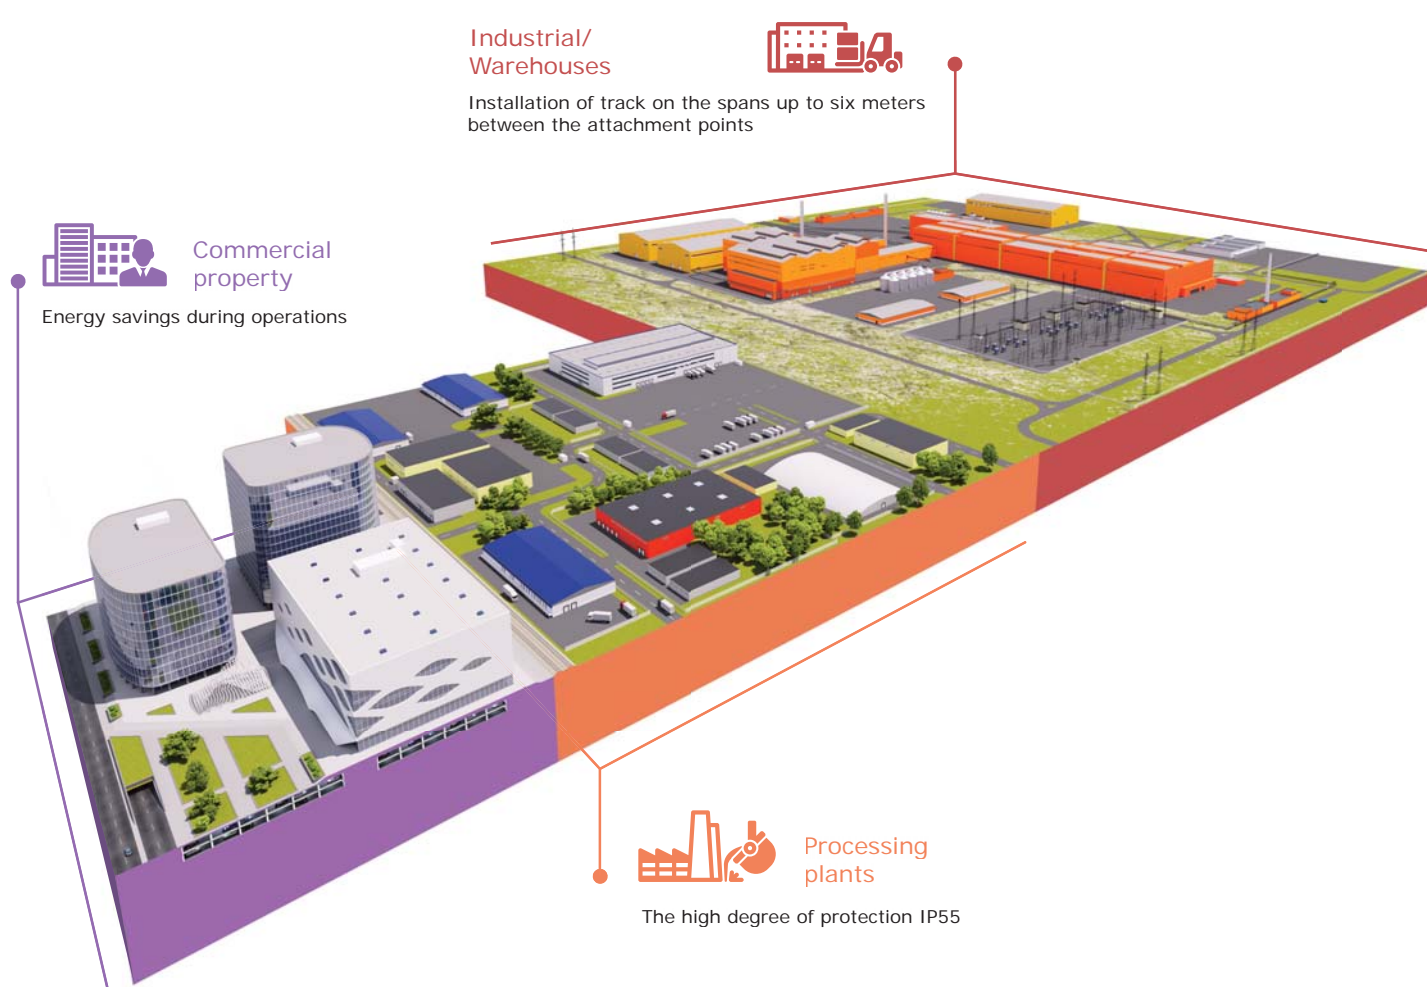 Industrial/
Warehouses
Installation of track on the spans up to six meters
between the attachment points
Commercial
property
Energy savings during operations
Processing
plants
The high degree of protection IP55